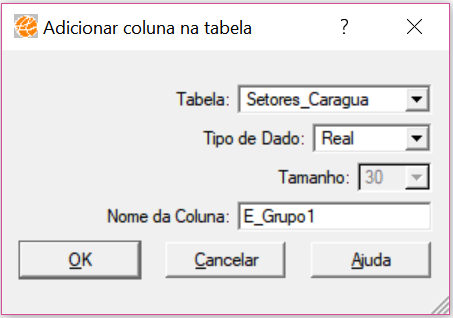 Adicionar coluna na tabela ?
Tabela: Setores_Caragua
Tipo de Dado: Real
Tamanho: 30
Nome da Coluna: E_Grupo1
OK Cancelar Ajuda